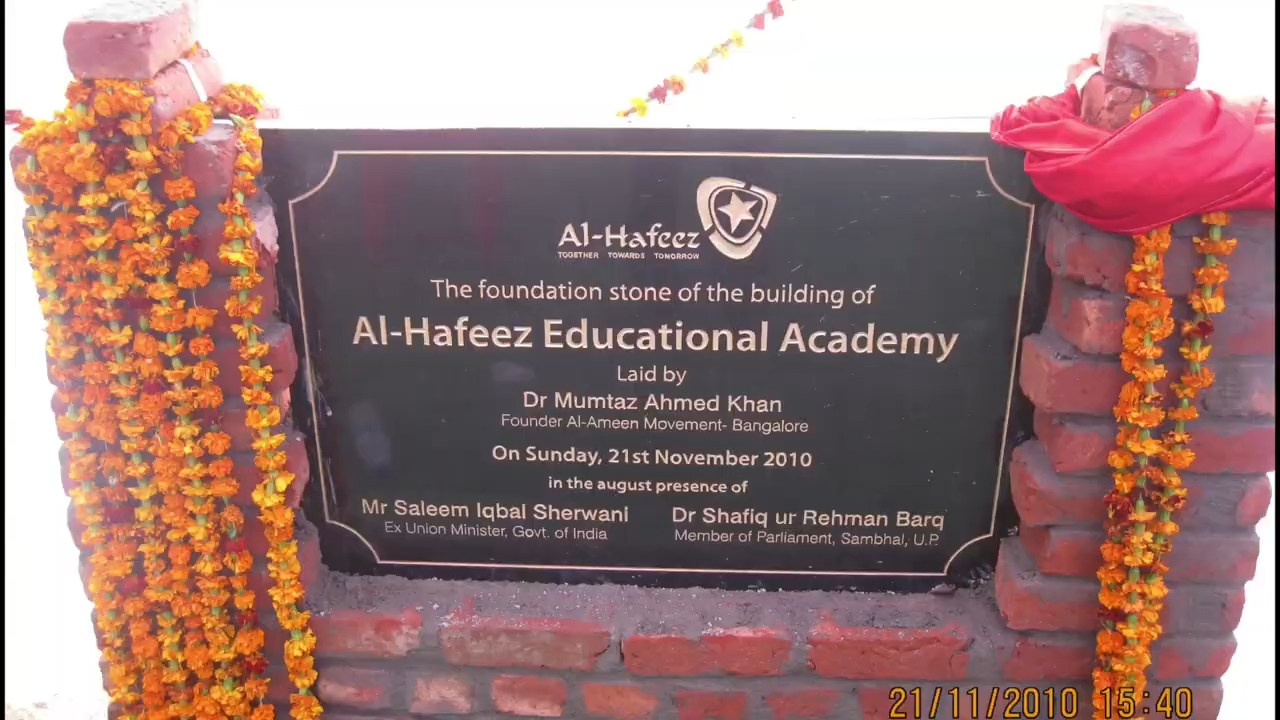 Al-Hafeez
TOGETHER TOWARDS TOMORROW
The foundation stone of the building of
Al-Hafeez Educational Academy
Laid by
Dr Mumtaz Ahmed Khan
Founder Al-Ameen Movement- Bangalore
On Sunday, 21st November 2010
in the august presence of
Mr Saleem Iqbal Sherwani
Ex Union Minister, Govt. of India
Dr Shafiq ur Rehman Barq
Member of Parliament, Sambhal, U.P.
21/11/2010 15:40